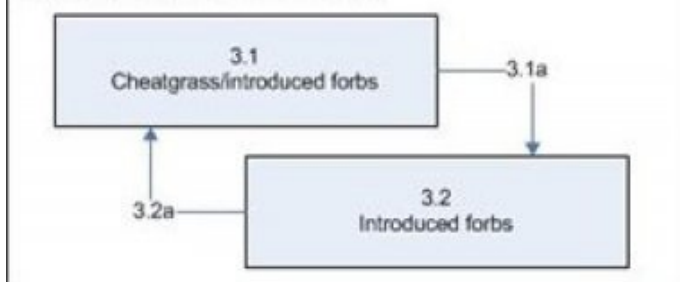 3.1
Cheatgrass/introduced forbs
3.1a
3.2a
3.2
Introduced forbs